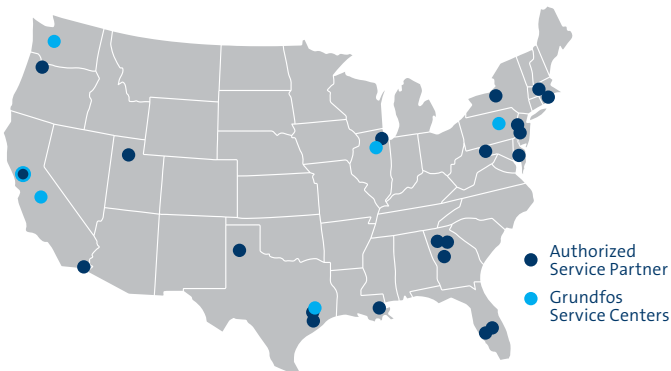 Authorized
Service Partner
Grundfos
Service Centers